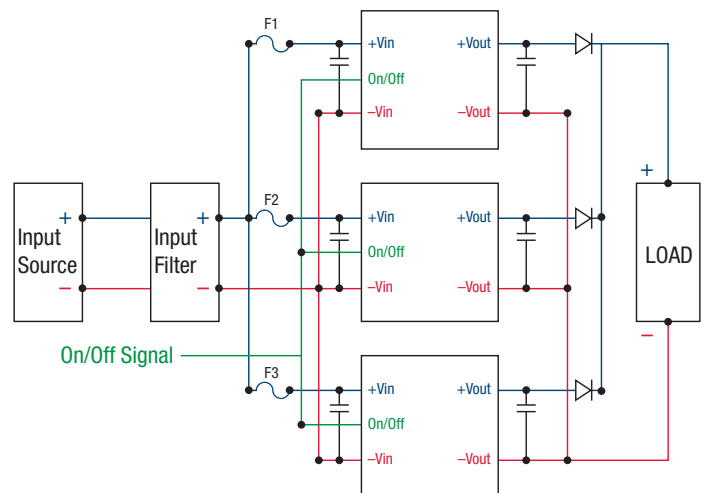 F1
+Vin
+Vout
On/Off
–Vin
–Vout
+
F2
+Vin
+Vout
Input
Source
+
–
Input
Filter
+
–
On/Off
–Vin
–Vout
LOAD
–
On/Off Signal
F3
+Vin
+Vout
On/Off
–Vin
–Vout